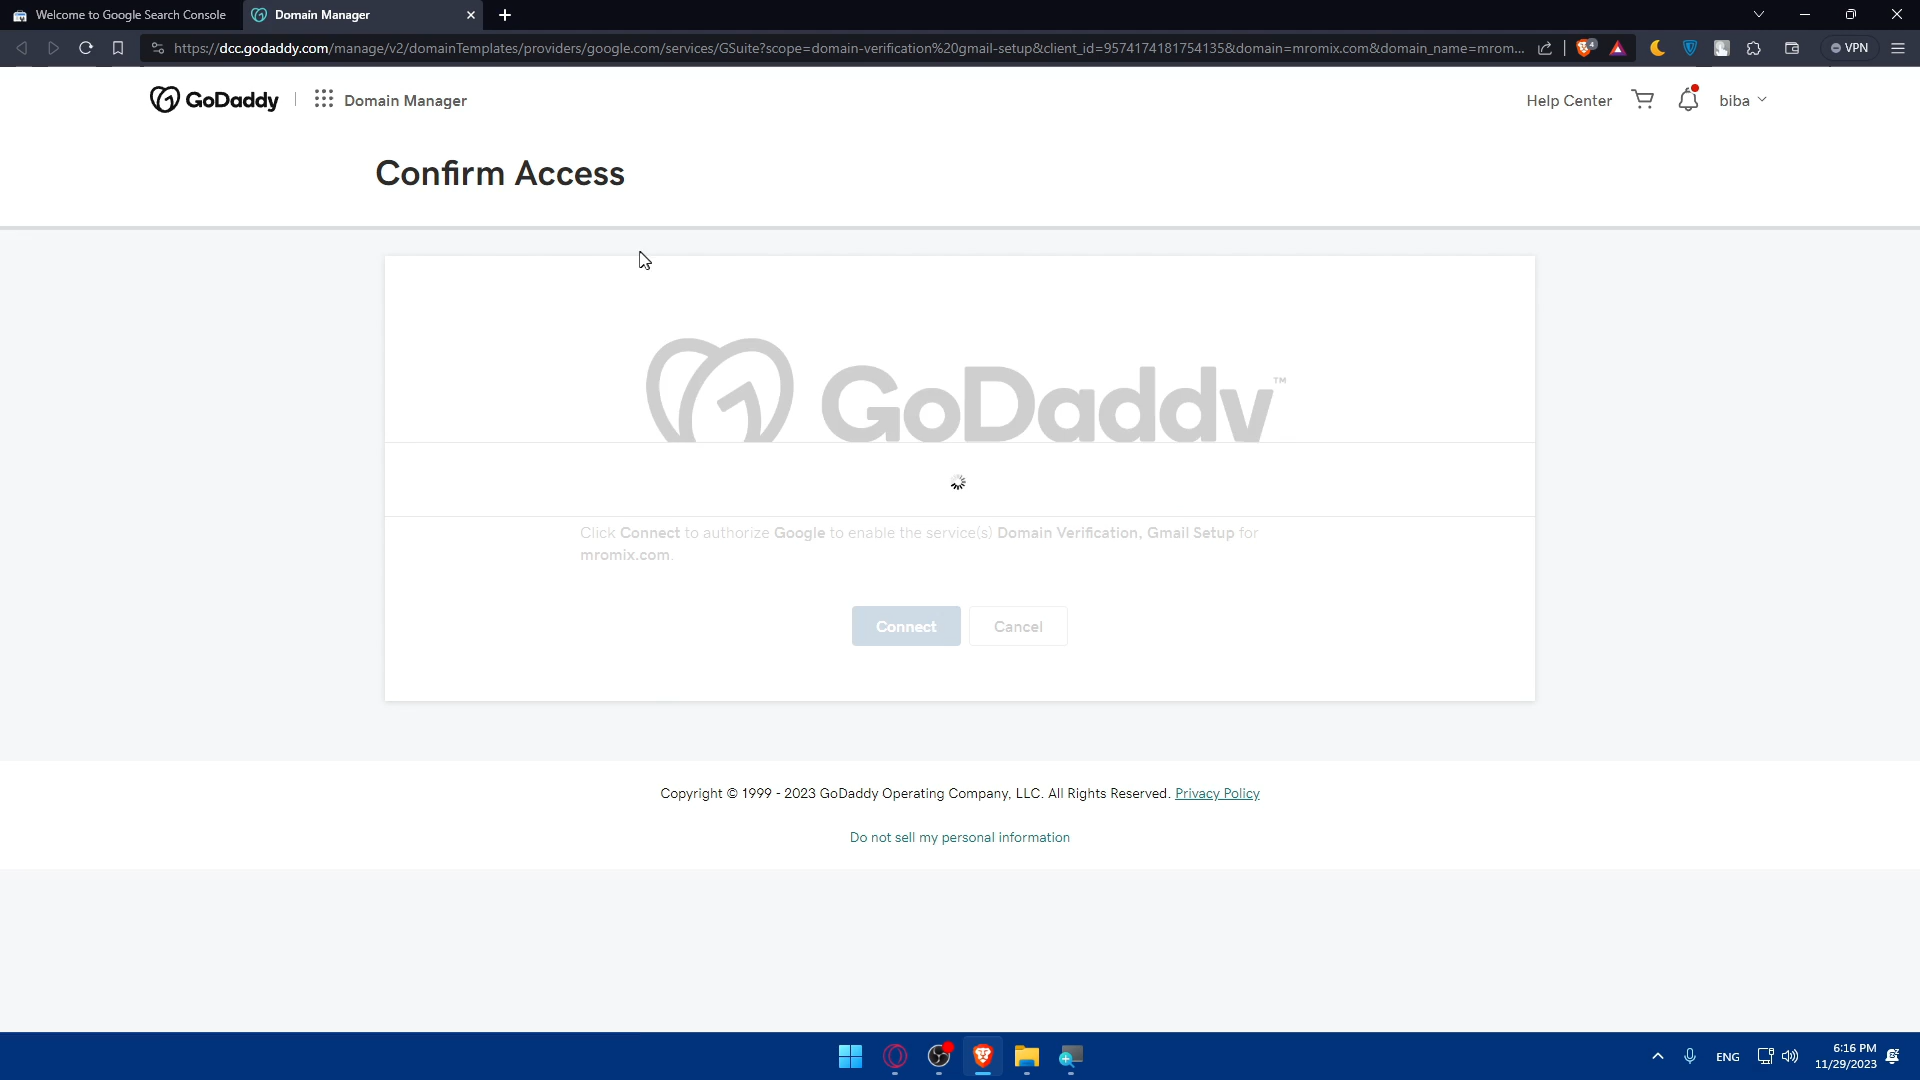 Welcome to Google Search Console
Domain Manager
https://dcc.godaddy.com/manage/v2/domainTemplates/providers/google.com/services/GSuite?scope=domain-verification%20gmail-setup&client_id=9574174181754135&domain=mromix.com&domain_name=mrom...
4
VPN
GoDaddy
Domain Manager
Help Center
biba
Confirm Access
GoDaddy™
Click Connect to authorize Google to enable the service(s) Domain Verification, Gmail Setup for
mromix.com.
Connect
Cancel
Copyright © 1999 - 2023 GoDaddy Operating Company, LLC. All Rights Reserved. Privacy Policy
Do not sell my personal information
ENG
6:16 PM
11/29/2023